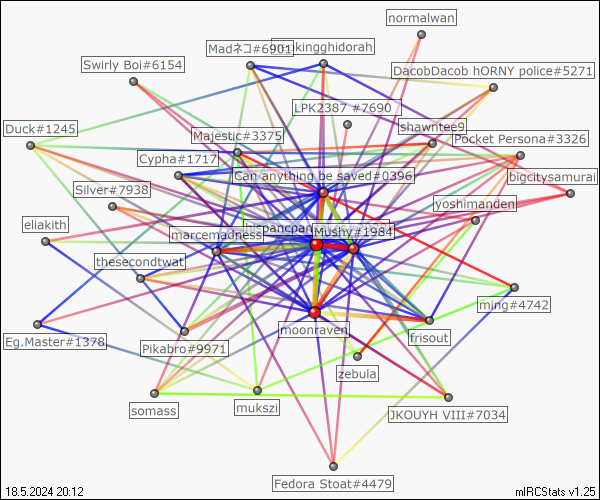 normalwan
Madネコ#6901
kingghidorah
Swirly Boi#6154
DacobDacob hORNY police#5271
LPK2387 #7690
Duck#1245
Majestic#3375
shawntee9
Pocket Persona#3326
Cypha#1717
Can anything be saved#0396
bigcitysamurai
Silver#7938
yoshimanden
eliakith
marcemadness
Mushy#1984
thesecondtwat
ming#4742
moonraven
frisout
Eg.Master#1378
Pikabro#9971
zebula
somass
mukszi
JKOUYH VIII#7034
Fedora Stoat#4479
18.5.2024 20:12
mIRCStats v1.25